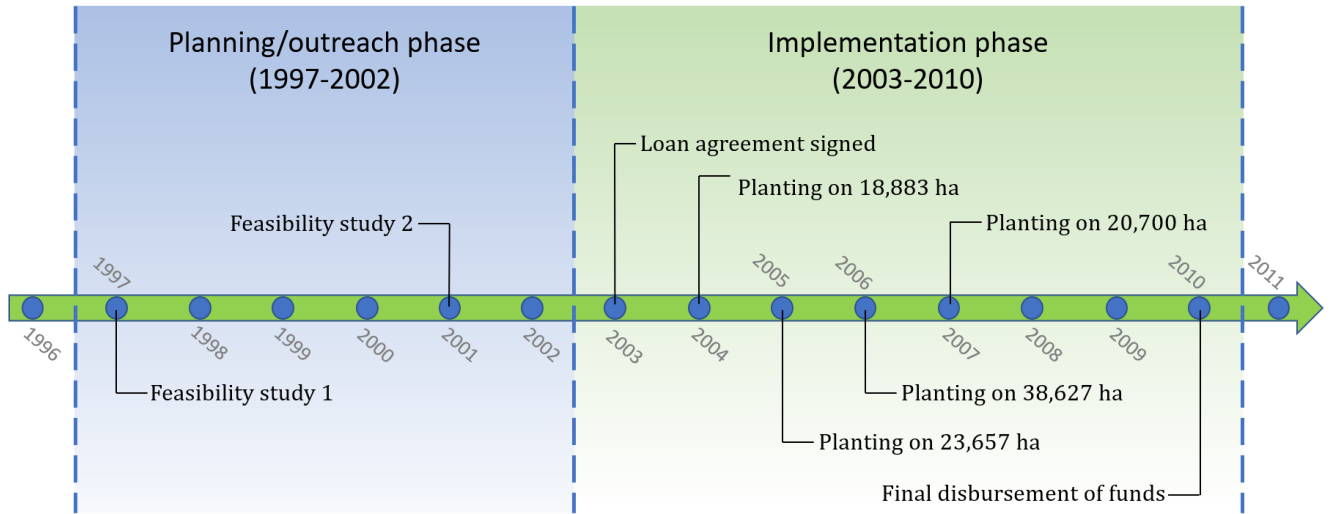 Planning/outreach phase
(1997-2002)
Implementation phase
(2003-2010)
Loan agreement signed
Planting on 18,883 ha
Feasibility study 2
Planting on 20,700 ha
1997
2005
2006
2010
2011
1996
1998
1999
2000
2001
2002
2003
2004
2007
2008
2009
Feasibility study 1
Planting on 38,627 ha
Planting on 23,657 ha
Final disbursement of funds